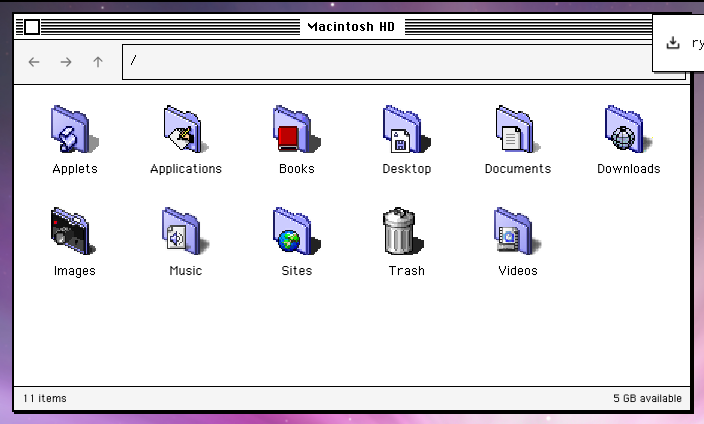 Macintosh HD
/
Applets
Applications
Books
Desktop
Documents
Downloads
Images
Music
Sites
Trash
Videos
11 items
5 GB available